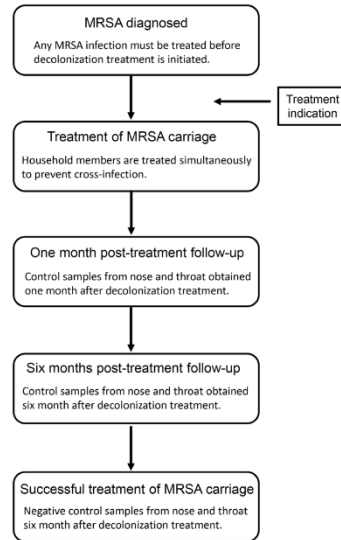 MRSA diagnosed
Any MRSA infection must be treated before
decolonization treatment is initiated.
Treatment
indication
Treatment of MRSA carriage
Household members are treated simultaneously
to prevent cross-infection.
One month post-treatment follow-up
Control samples from nose and throat obtained
one month after decolonization treatment.
Six months post-treatment follow-up
Control samples from nose and throat obtained
six month after decolonization treatment.
Successful treatment of MRSA carriage
Negative control samples from nose and throat
six month after decolonization treatment.